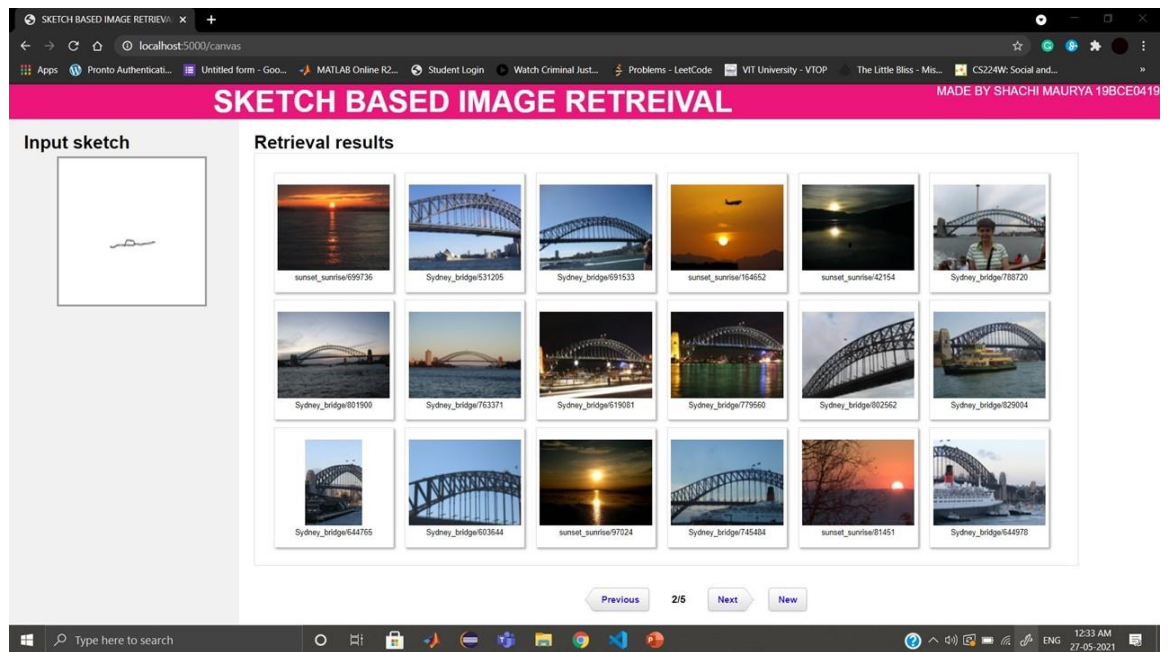 SKETCH BASED IMAGE RETRIEVA
localhost:5000/canvas
Apps Pronto Authenticati... Untitled form - Goo... MATLAB Online R2... Student Login Watch Criminal Just... Problems - LeetCode VIT University - VTOP The Little Bliss - Mis... CS224W: Social and... »
SKETCH BASED IMAGE RETREIVAL
MADE BY SHACHI MAURYA 19BCE0419
Input sketch
Retrieval results
sunset_sunrise/699736 Sydney_bridge/531205 Sydney_bridge/691533 sunset_sunrise/164652 sunset_sunrise/42154 Sydney_bridge/788720
Sydney_bridge/801900 Sydney_bridge/763371 Sydney_bridge/619081 Sydney_bridge/779560 Sydney_bridge/802562 Sydney_bridge/829004
Sydney_bridge/644765 Sydney_bridge/603644 sunset_sunrise/97024 Sydney_bridge/745484 sunset_sunrise/81451 Sydney_bridge/644978
Previous 2/5 Next New
Type here to search
ENG
12:33 AM
27-05-2021